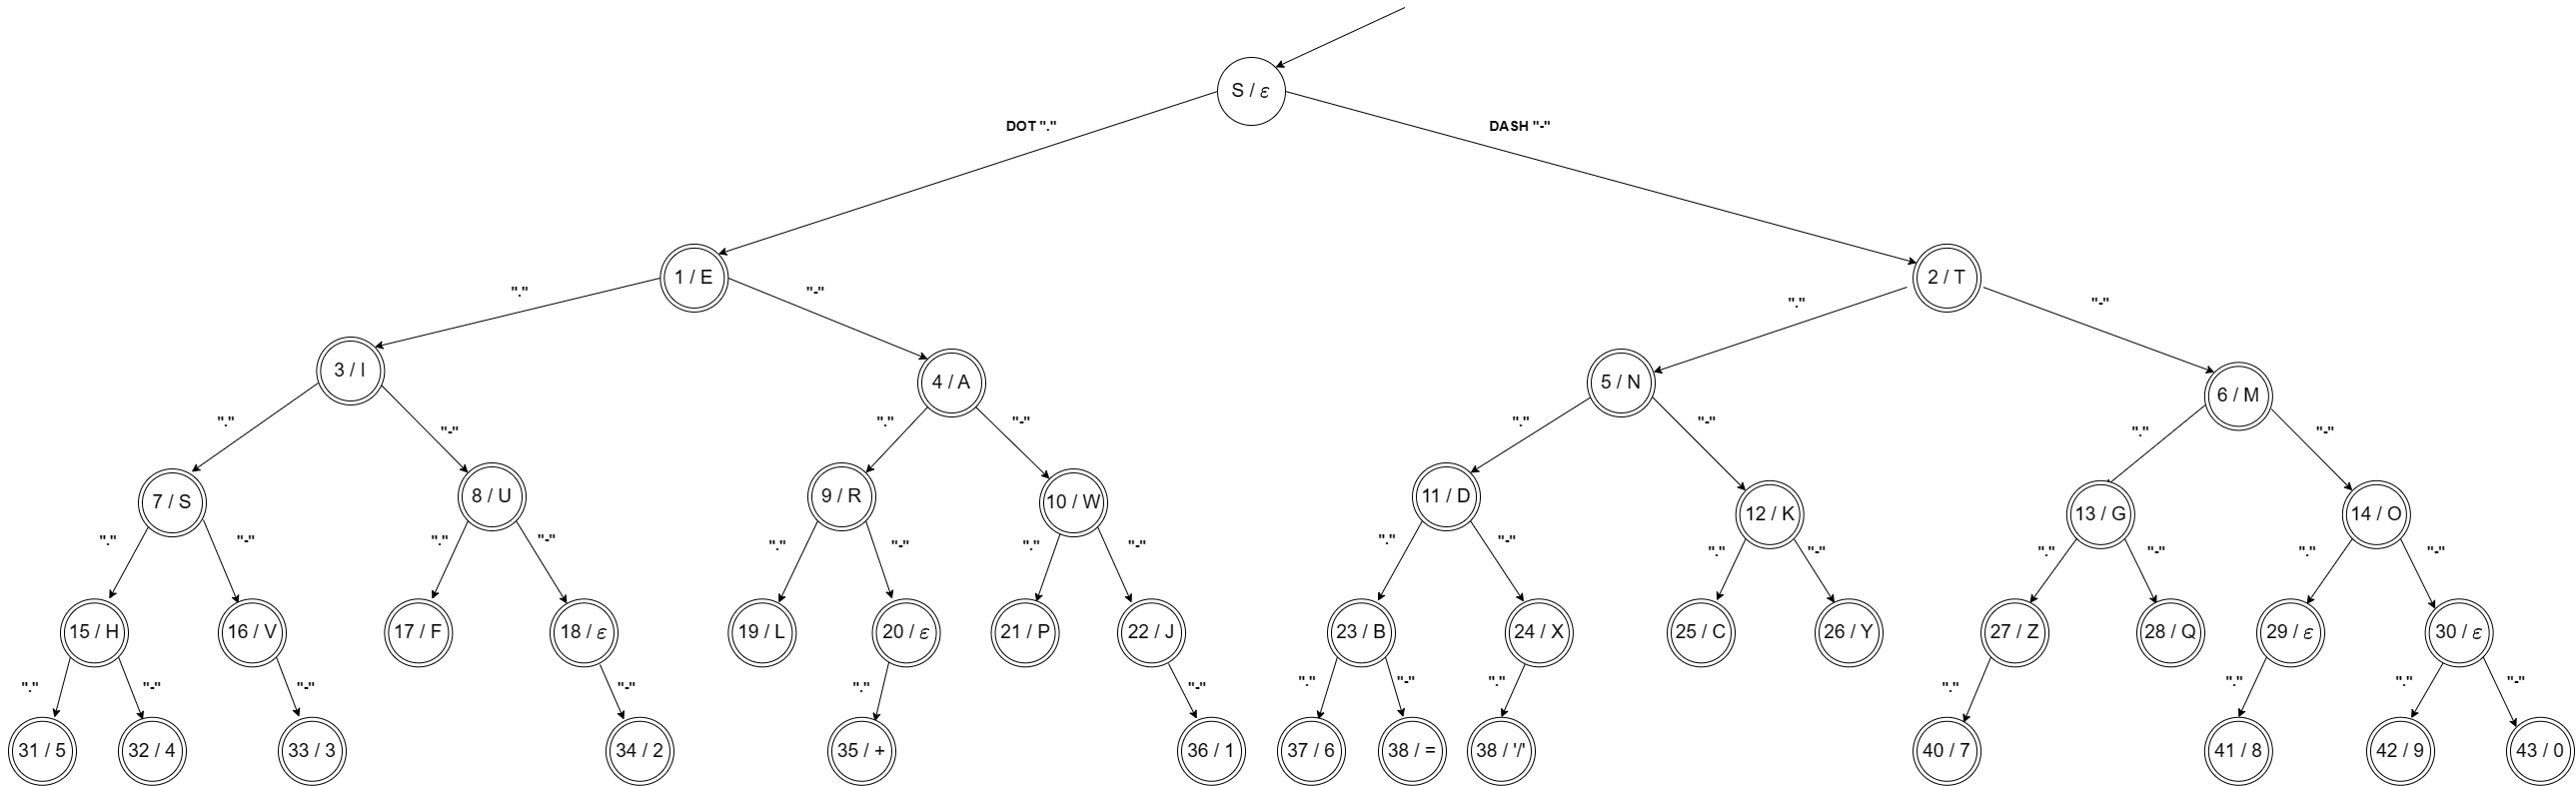 S / ε
DOT "." DASH "-"
1 / E 2 / T
"." "-" "." "-"
3 / I 4 / A 5 / N 6 / M
"." "-" "." "-" "." "-" "." "-"
7 / S 8 / U 9 / R 10 / W 11 / D 12 / K 13 / G 14 / O
"." "-" "." "-" "." "-" "." "-" "." "-" "." "-" "." "-" "." "-"
15 / H 16 / V 17 / F 18 / ε 19 / L 20 / ε 21 / P 22 / J 23 / B 24 / X 25 / C 26 / Y 27 / Z 28 / Q 29 / ε 30 / ε
"." "-" "-" "-" "." "-" "." "-" "." "." "." "." "-"
31 / 5 32 / 4 33 / 3 34 / 2 35 / + 36 / 1 37 / 6 38 / = 38 / '/' 40 / 7 41 / 8 42 / 9 43 / 0